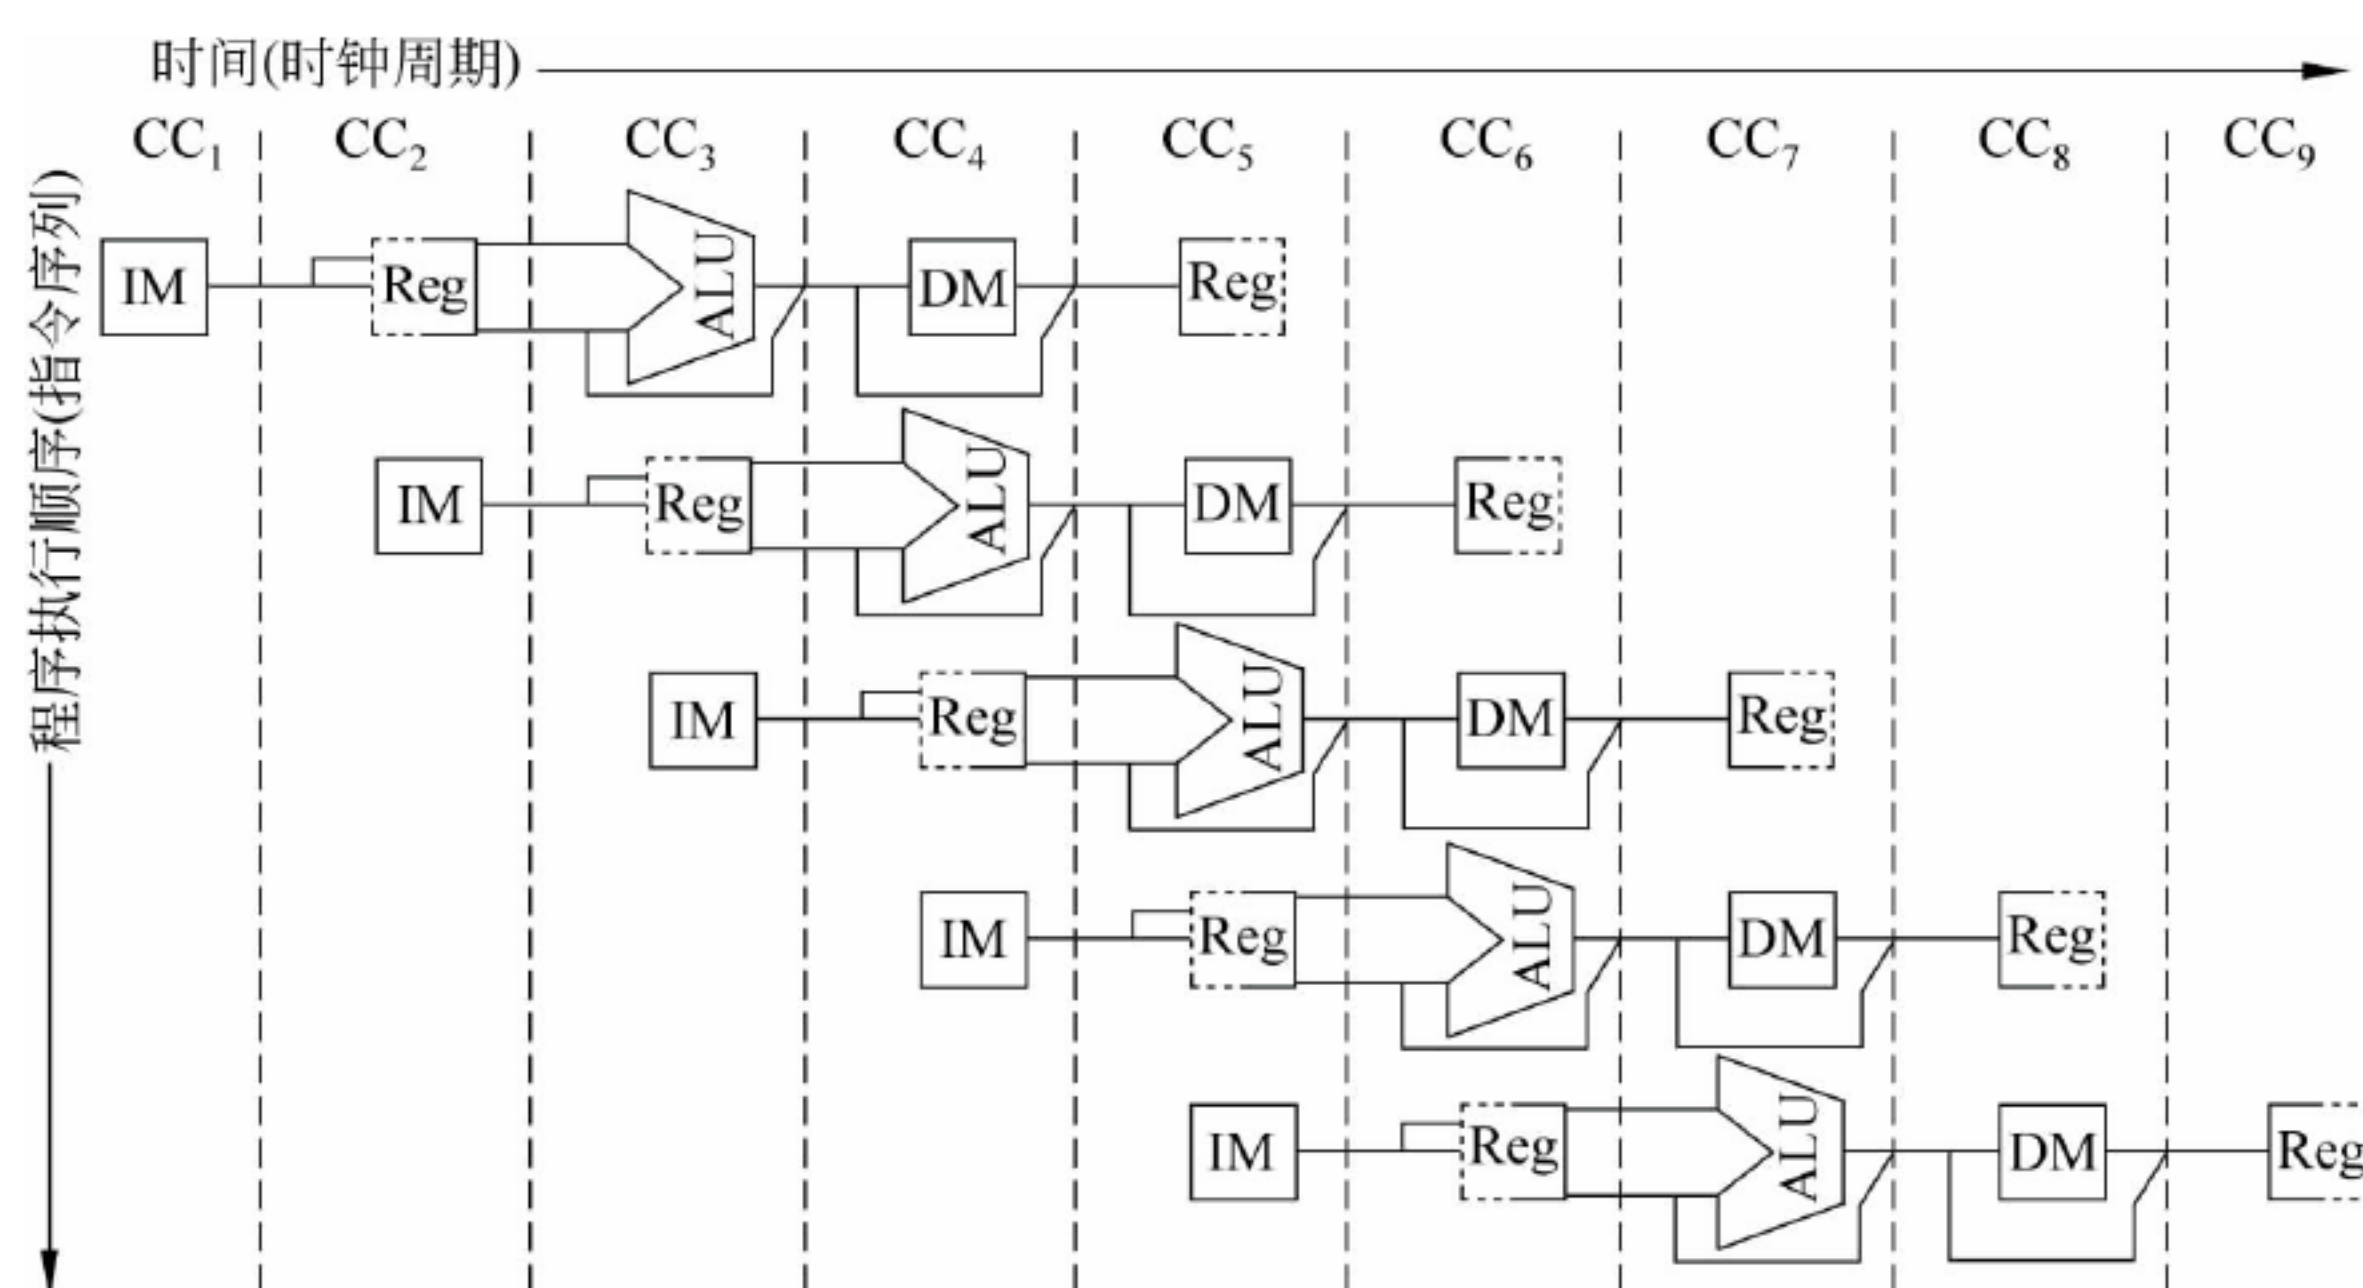 时间(时钟周期)
CC1 CC2 CC3 CC4 CC5 CC6 CC7 CC8 CC9
程序执行顺序(指令序列)
IM Reg ALU DM Reg
IM Reg ALU DM Reg
IM Reg ALU DM Reg
IM Reg ALU DM Reg
IM Reg ALU DM Reg